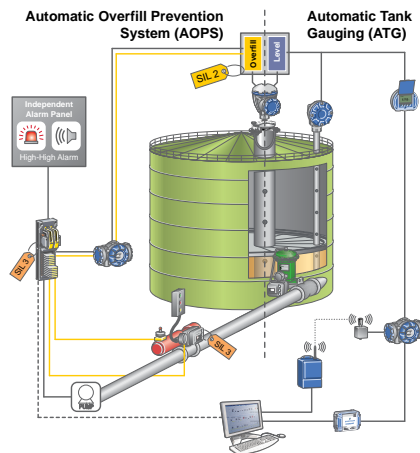 Automatic Overfill Prevention
System (AOPS)
Automatic Tank
Gauging (ATG)
Overfill
Level
SIL 2
Independent
Alarm Panel
High-High Alarm
SIL 3
SIL 3
PUMP